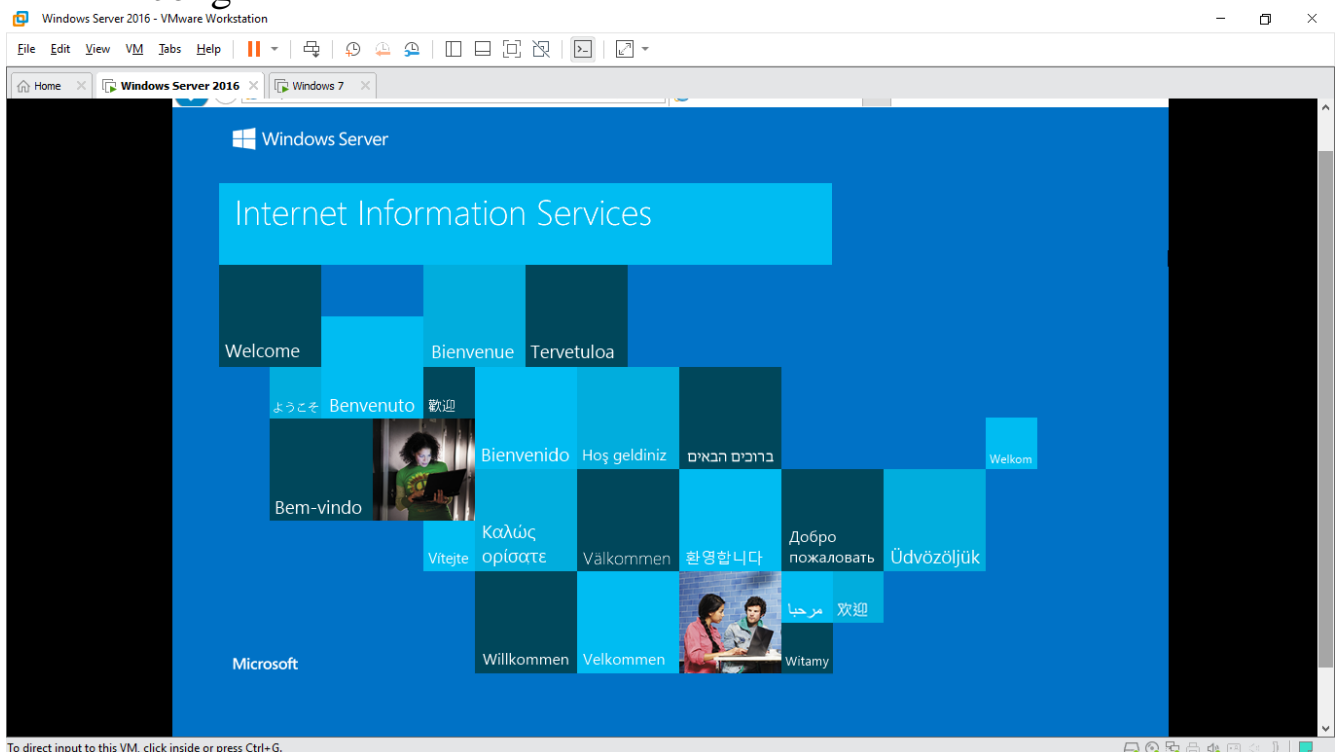 Windows Server 2016 - VMware Workstation
File Edit View VM Tabs Help
Home Windows Server 2016 Windows 7
Windows Server
Internet Information Services
Welcome
Bienvenue
Tervetuloa
ようこそ
Benvenuto
歡迎
Bienvenido
Hoş geldiniz
ברוכים הבאים
Welkom
Bem-vindo
Vítejte
Καλώς
ορίσατε
Välkommen
환영합니다
Добро
пожаловать
Üdvözöljük
مرحبا
欢迎
Microsoft
Willkommen
Velkommen
Witamy
To direct input to this VM, click inside or press Ctrl+G.